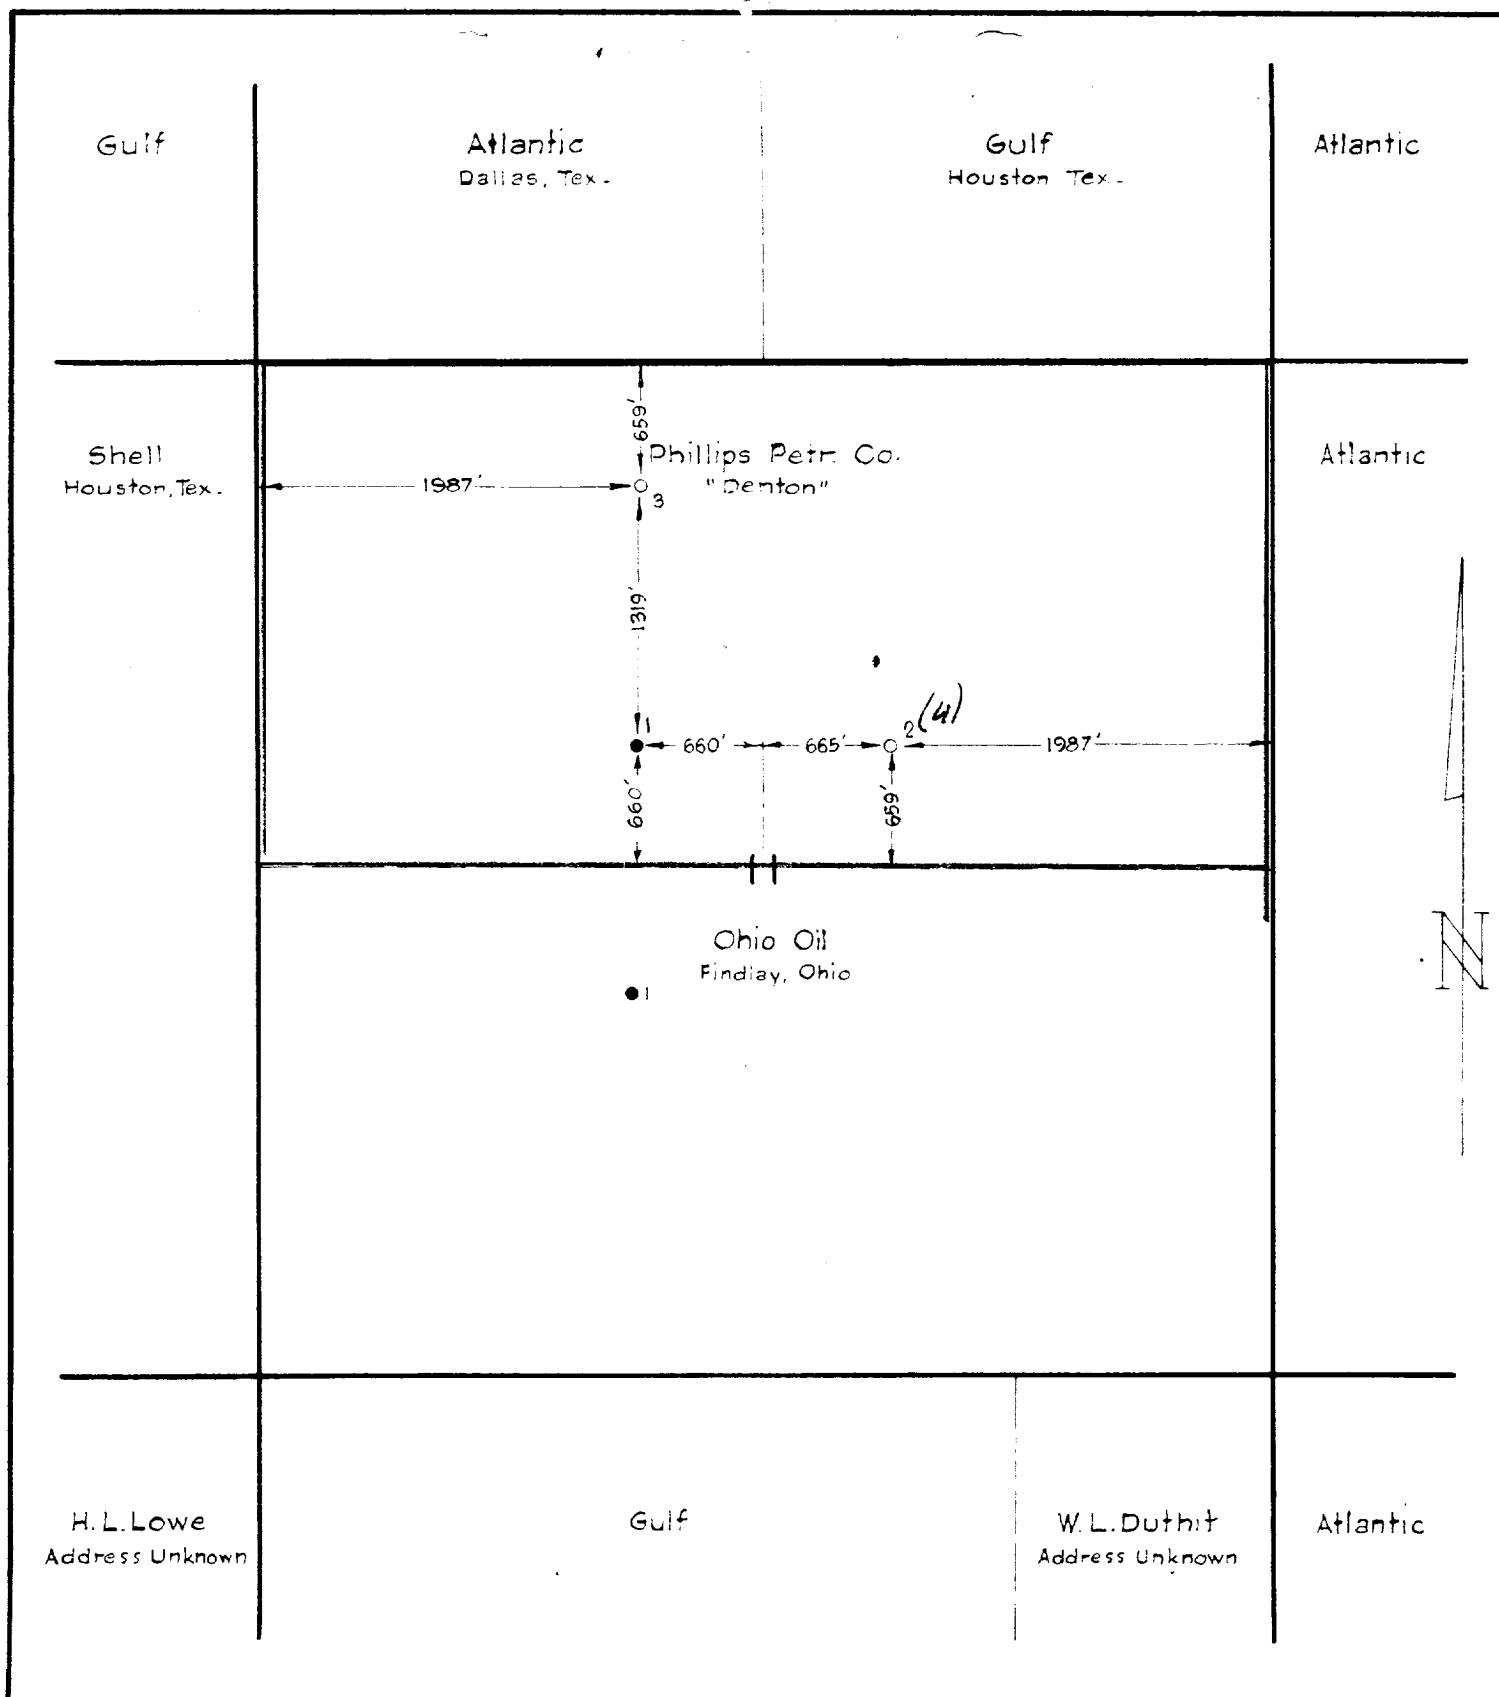 Gulf
Atlantic
Dallas, Tex.
Gulf
Houston Tex.
Atlantic
Shell
Houston, Tex.
659'
Phillips Petr. Co.
"Denton"
Atlantic
1987'
3
1319'
1
2 (4)
660'
665'
1987'
660'
659'
Ohio Oil
Findlay, Ohio
1
N
H. L. Lowe
Address Unknown
Gulf
W. L. Duthit
Address Unknown
Atlantic